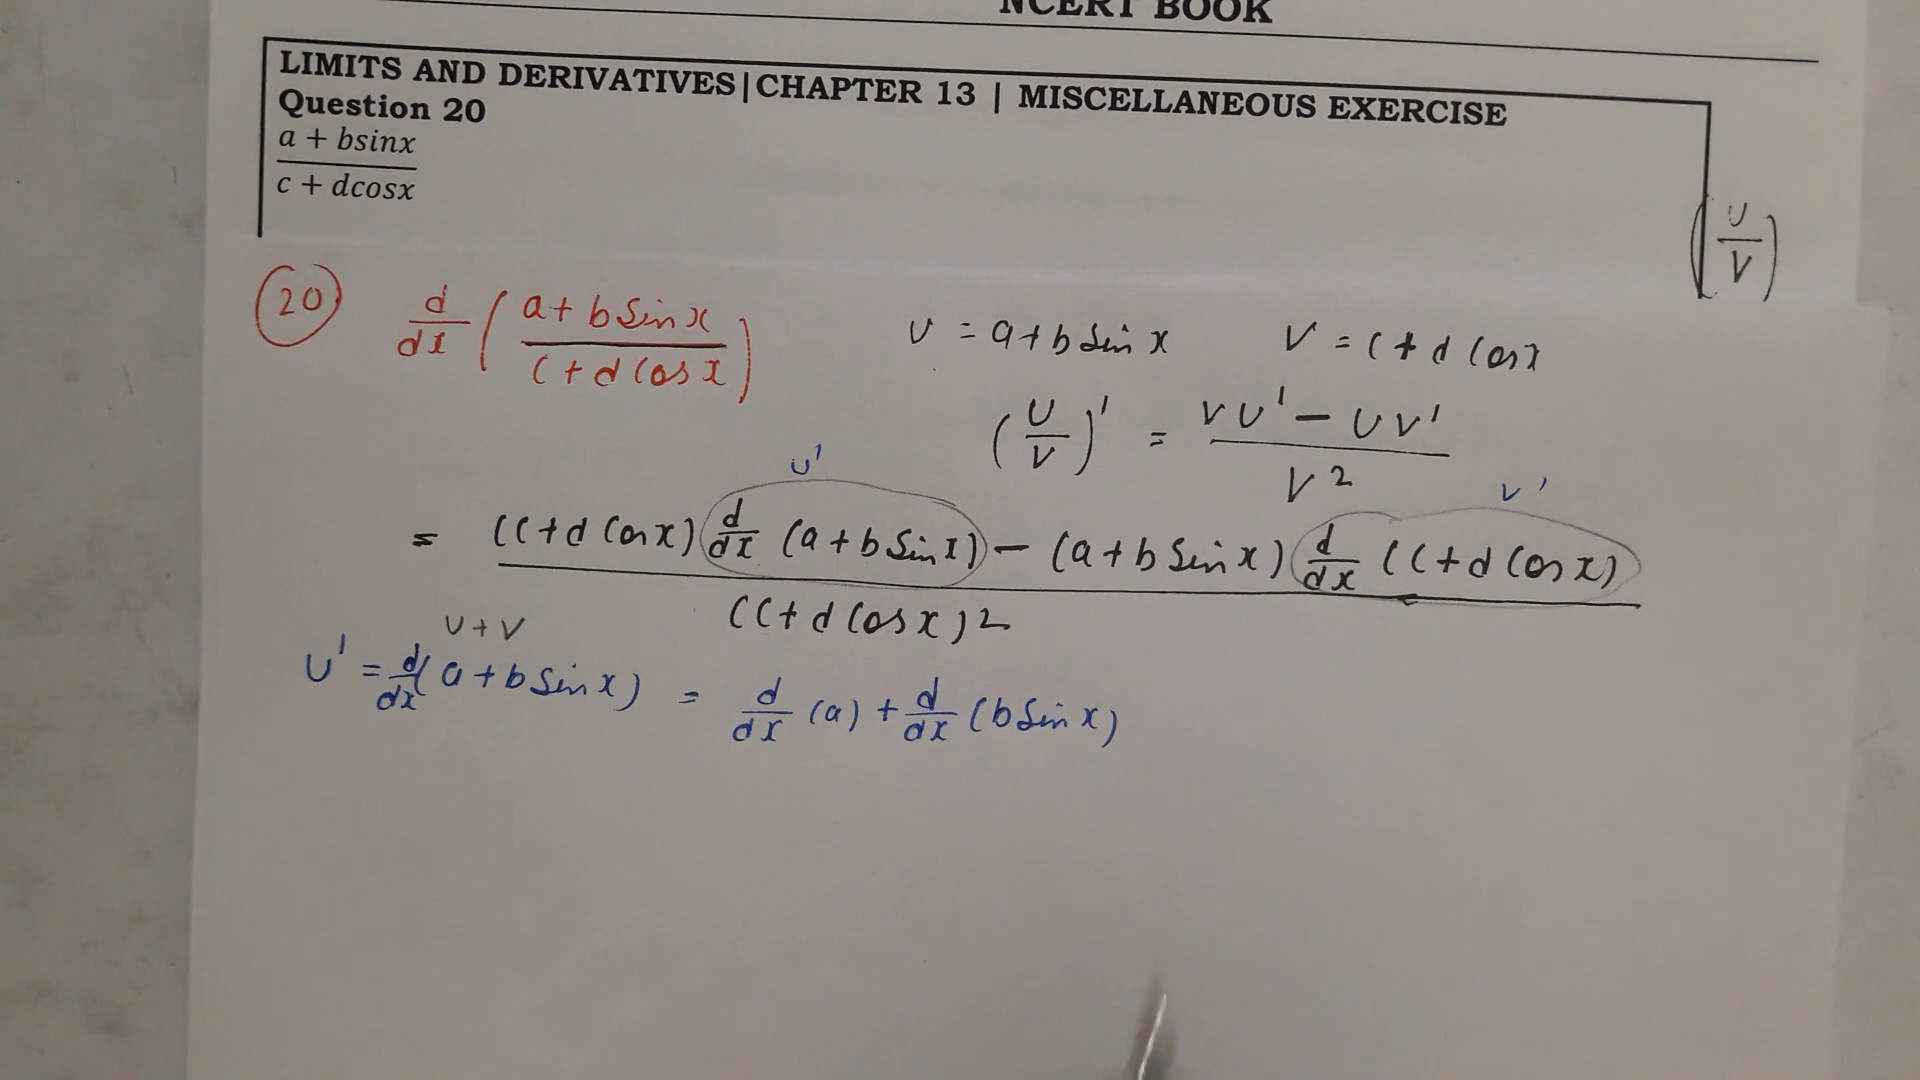 NCERT BOOK
LIMITS AND DERIVATIVES|CHAPTER 13 | MISCELLANEOUS EXERCISE
Question 20
a + bsinx
c + dcosx
(U/V)
(20) d/dx ( a + b Sin x / c + d Cos x ) U = a + b Sin x V = c + d Cos x
(U/V)' = VU' - UV' / V²
U' V'
= (c + d Cos x) d/dx (a + b Sin x) - (a + b Sin x) d/dx (c + d Cos x)
(c + d Cos x)2
U + V
U' = d/dx (a + b Sin x) = d/dx (a) + d/dx (b Sin x)